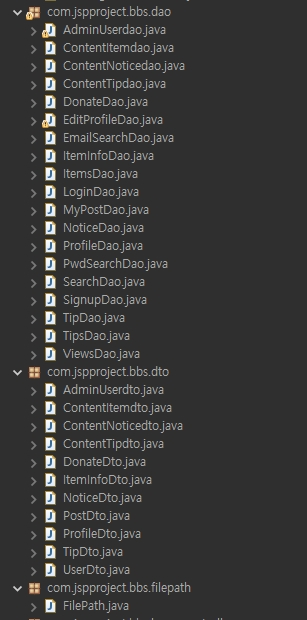 com.jspproject.bbs.dao
AdminUserdao.java
ContentItemdao.java
ContentNoticedao.java
ContentTipdao.java
DonateDao.java
EditProfileDao.java
EmailSearchDao.java
ItemInfoDao.java
ItemsDao.java
LoginDao.java
MyPostDao.java
NoticeDao.java
ProfileDao.java
PwdSearchDao.java
SearchDao.java
SignupDao.java
TipDao.java
TipsDao.java
ViewsDao.java
com.jspproject.bbs.dto
AdminUserdto.java
ContentItemdto.java
ContentNoticedto.java
ContentTipdto.java
DonateDto.java
ItemInfoDto.java
NoticeDto.java
PostDto.java
ProfileDto.java
TipDto.java
UserDto.java
com.jspproject.bbs.filepath
FilePath.java